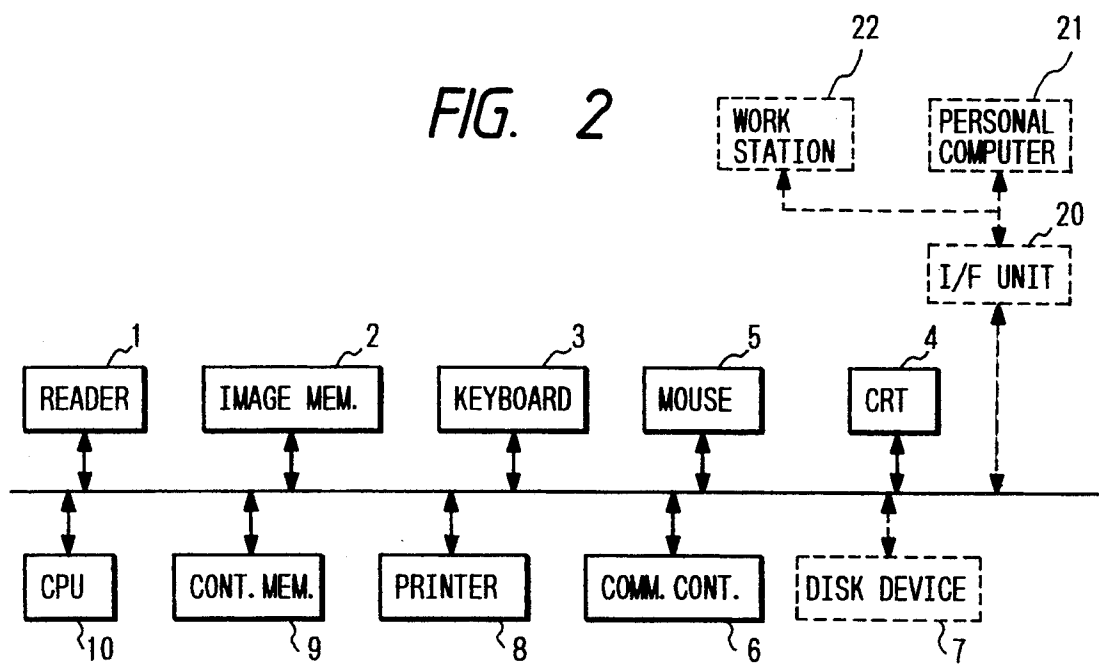 FIG. 2
22
21
WORK
STATION
PERSONAL
COMPUTER
20
I/F UNIT
1
2
3
5
4
READER
IMAGE MEM.
KEYBOARD
MOUSE
CRT
CPU
CONT. MEM.
PRINTER
COMM. CONT.
DISK DEVICE
10
9
8
6
7